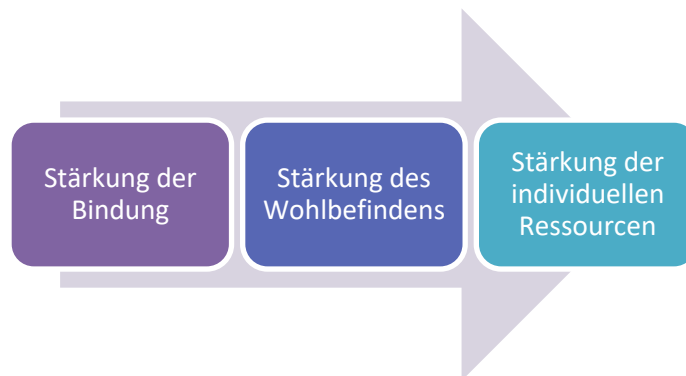 Stärkung der
Bindung
Stärkung des
Wohlbefindens
Stärkung der
individuellen
Ressourcen